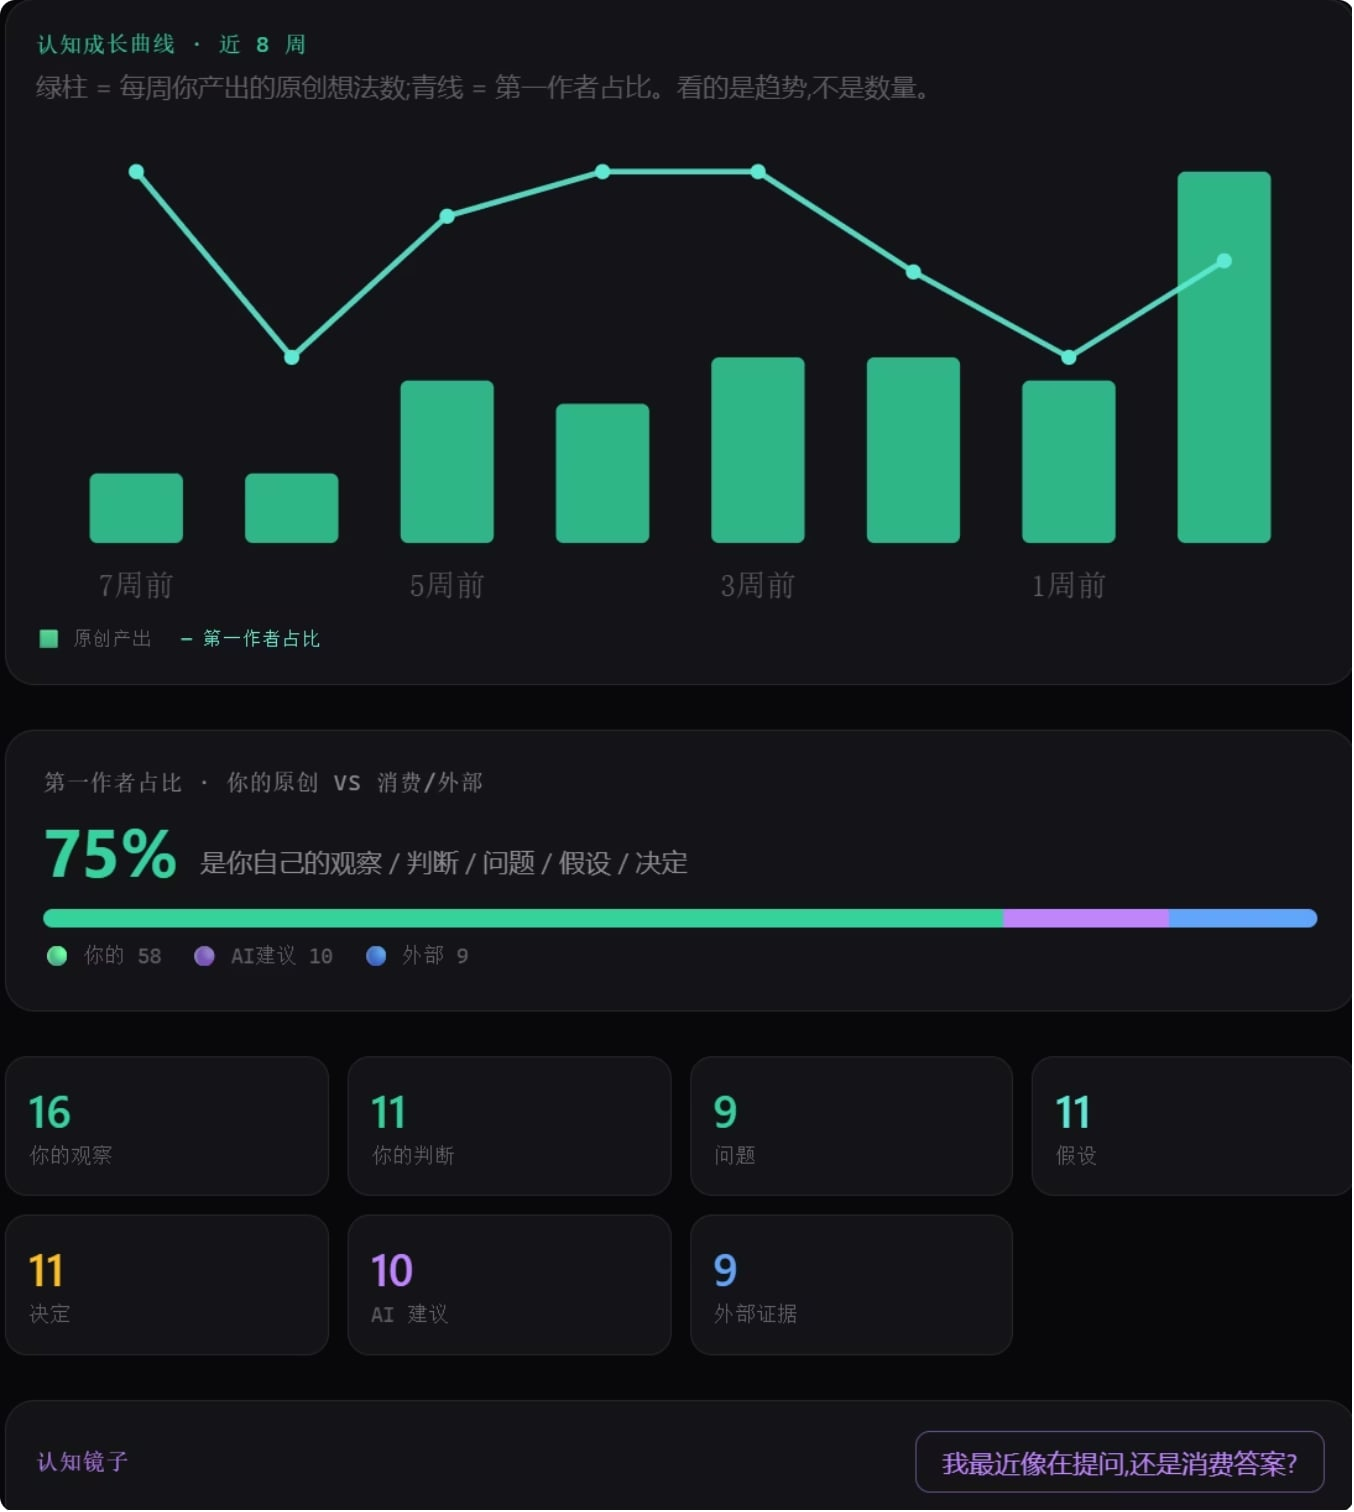 认知成长曲线 · 近 8 周
绿柱 = 每周你产出的原创想法数;青线 = 第一作者占比。看的是趋势,不是数量。
7周前 5周前 3周前 1周前
原创产出 — 第一作者占比
第一作者占比 · 你的原创 VS 消费/外部
75% 是你自己的观察 / 判断 / 问题 / 假设 / 决定
你的 58 AI建议 10 外部 9
16 11 9 11
你的观察 你的判断 问题 假设
11 10 9
决定 AI 建议 外部证据
认知镜子 我最近像在提问,还是消费答案?